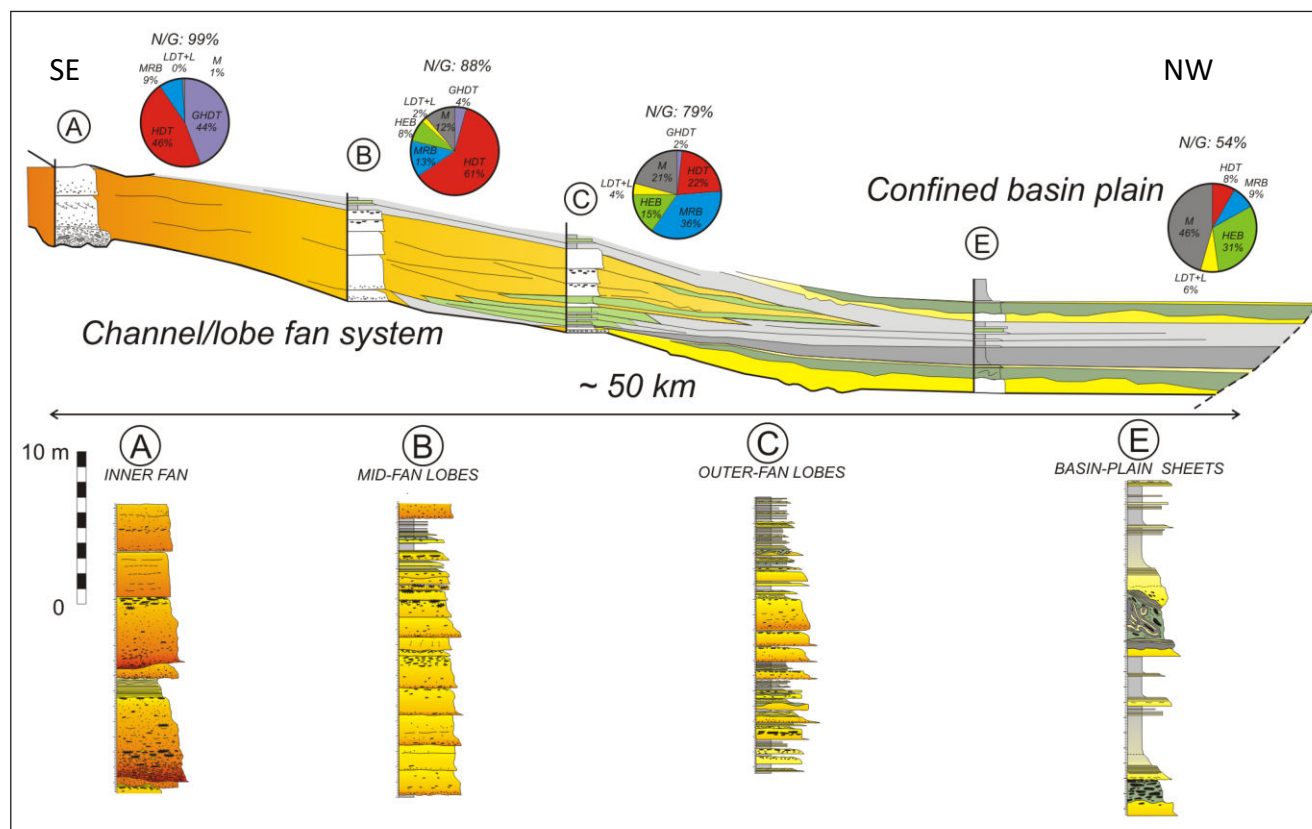 SE
NW
N/G: 99%
LDT+L
0%
M
1%
MRB
9%
HDT
46%
GHDT
44%
A
N/G: 88%
GHDT
4%
LDT+L
2%
M
12%
HEB
8%
MRB
13%
HDT
61%
B
N/G: 79%
GHDT
2%
M
21%
HDT
22%
LDT+L
4%
HEB
15%
MRB
36%
C
Confined basin plain
N/G: 54%
HDT
8%
MRB
9%
M
46%
HEB
31%
LDT+L
6%
E
Channel/lobe fan system
~ 50 km
10 m
0
A
INNER FAN
B
MID-FAN LOBES
C
OUTER-FAN LOBES
E
BASIN-PLAIN SHEETS